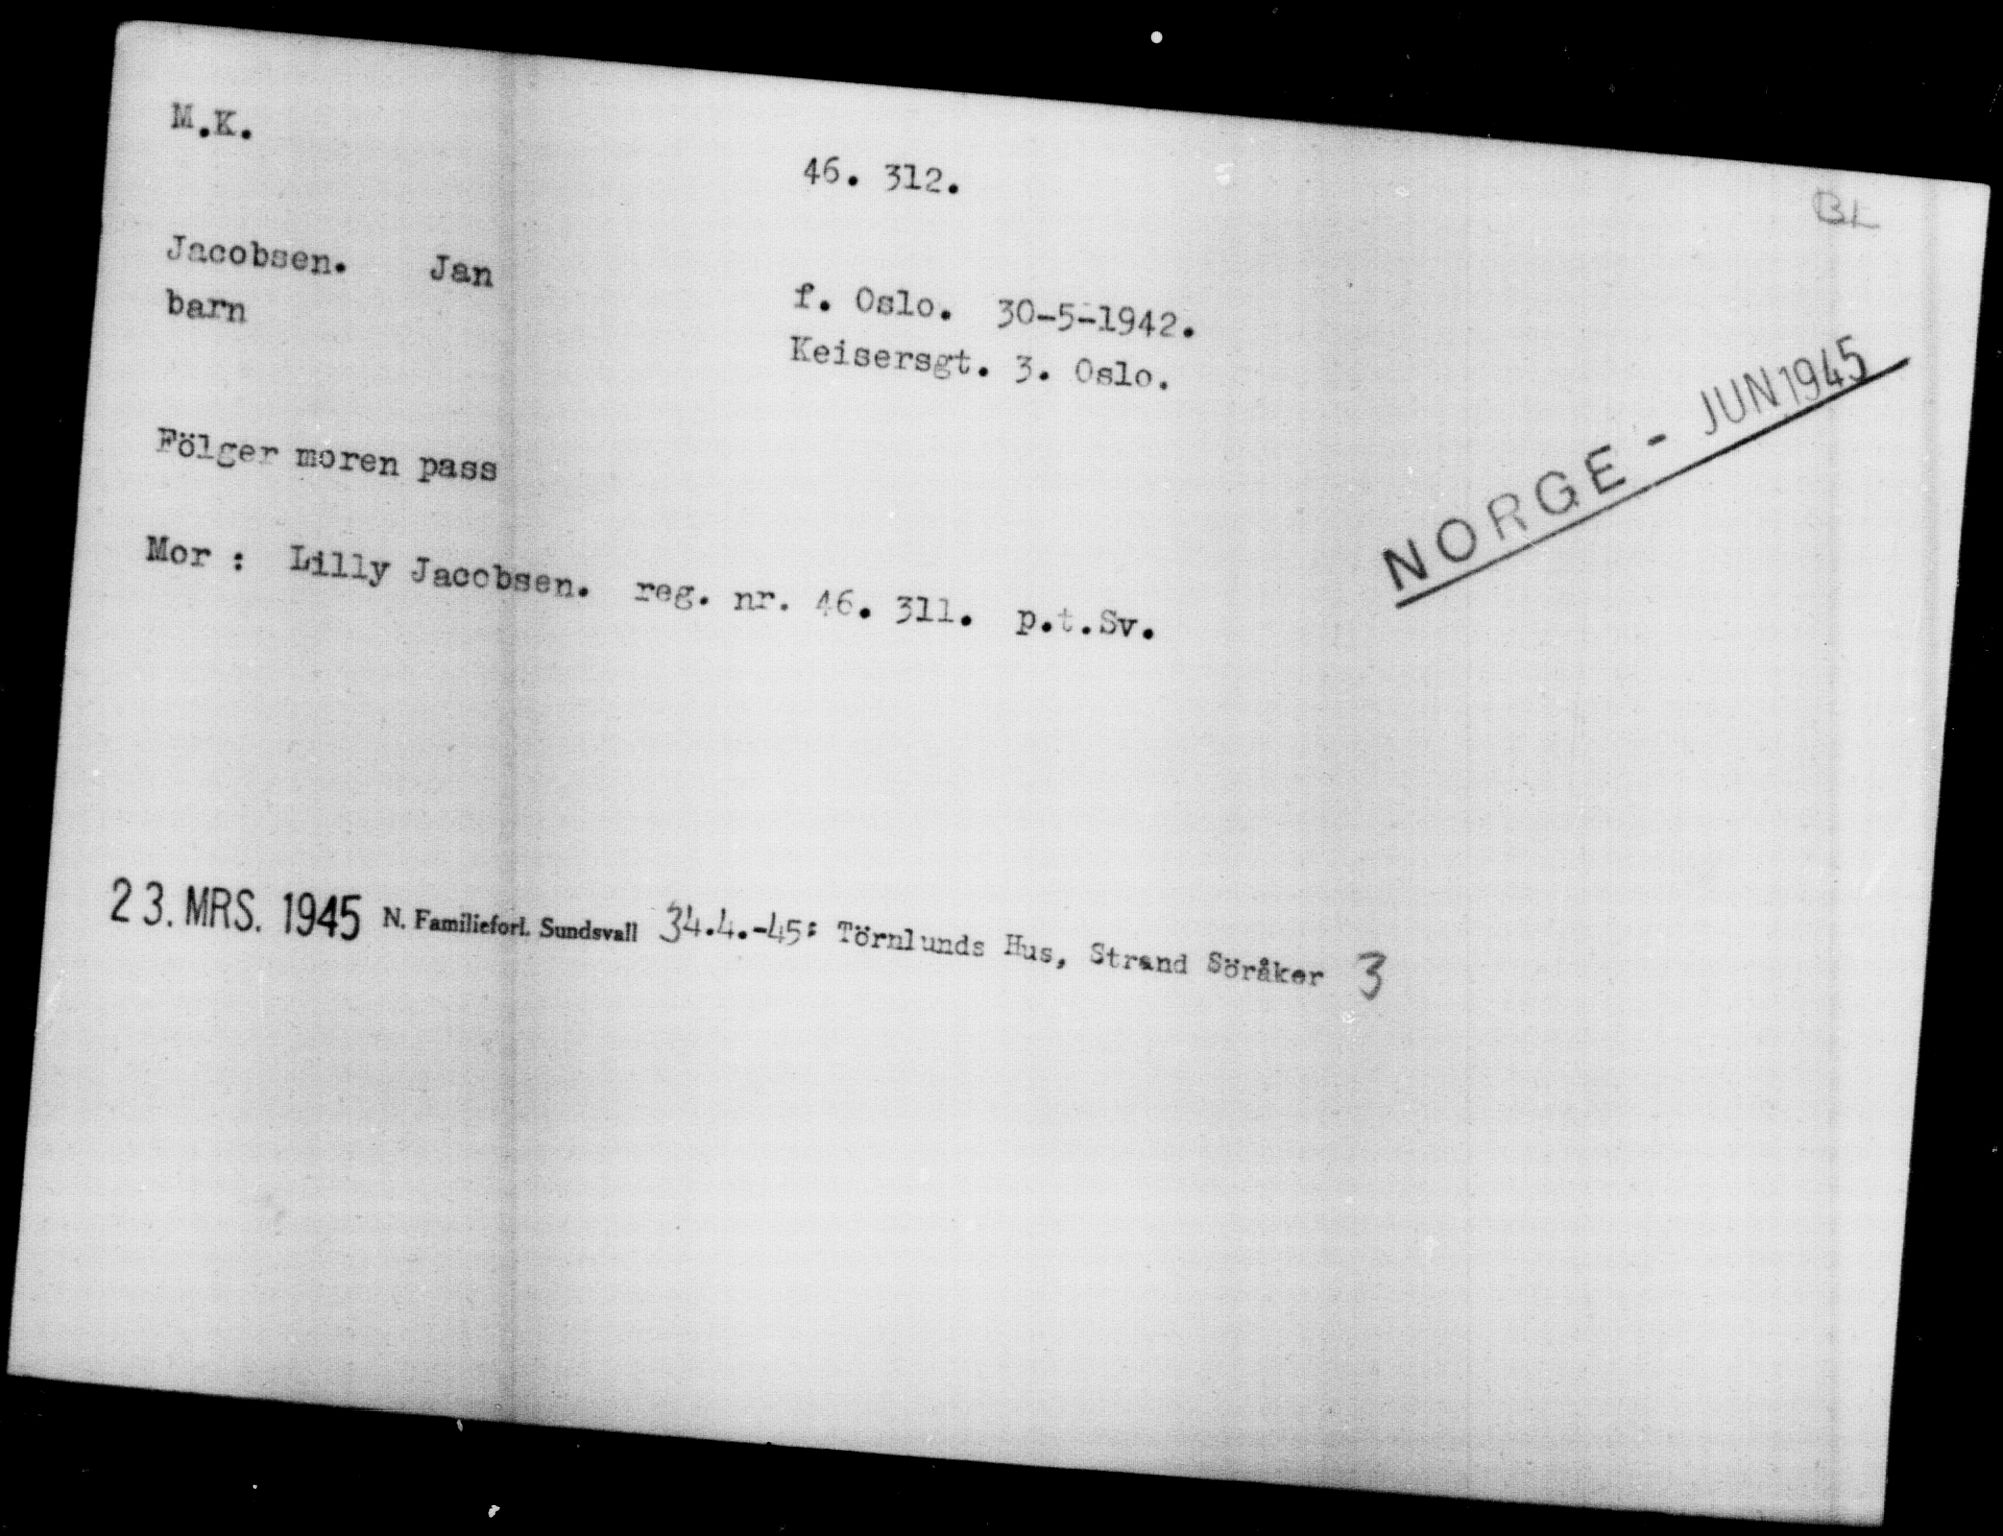 M.K.
46. 312.
BL
Jacobsen. Jan
f. Oslo. 30-5-1942.
barn
Keisersgt. 3. Oslo.
NORGE - JUN 1945
Fölger moren pass
Mor : Lilly Jacobsen. reg. nr. 46. 311. p.t.Sv.
23. MRS. 1945 N. Familieforl. Sundsvall 34.4.-45: Törnlunds Hus, Strand Söråker 3